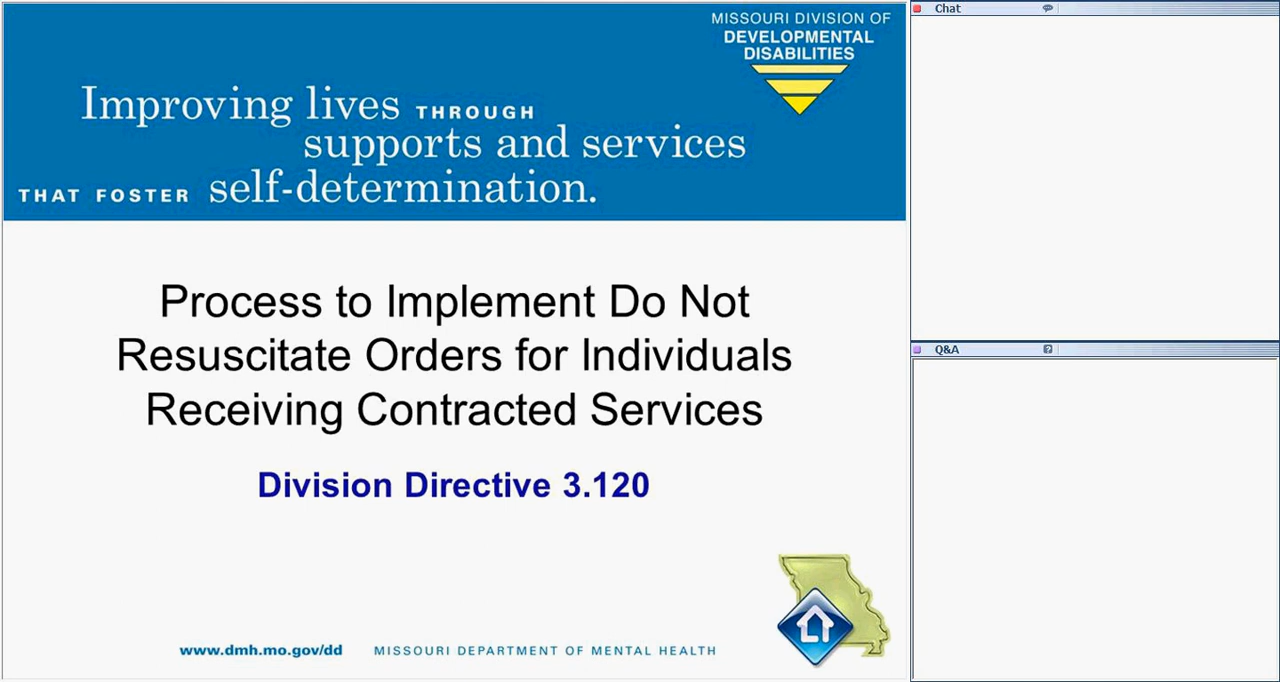 MISSOURI DIVISION OF
DEVELOPMENTAL
DISABILITIES
Improving lives THROUGH
supports and services
THAT FOSTER self-determination.
Process to Implement Do Not
Resuscitate Orders for Individuals
Receiving Contracted Services
Division Directive 3.120
www.dmh.mo.gov/dd MISSOURI DEPARTMENT OF MENTAL HEALTH
Chat
Q&A